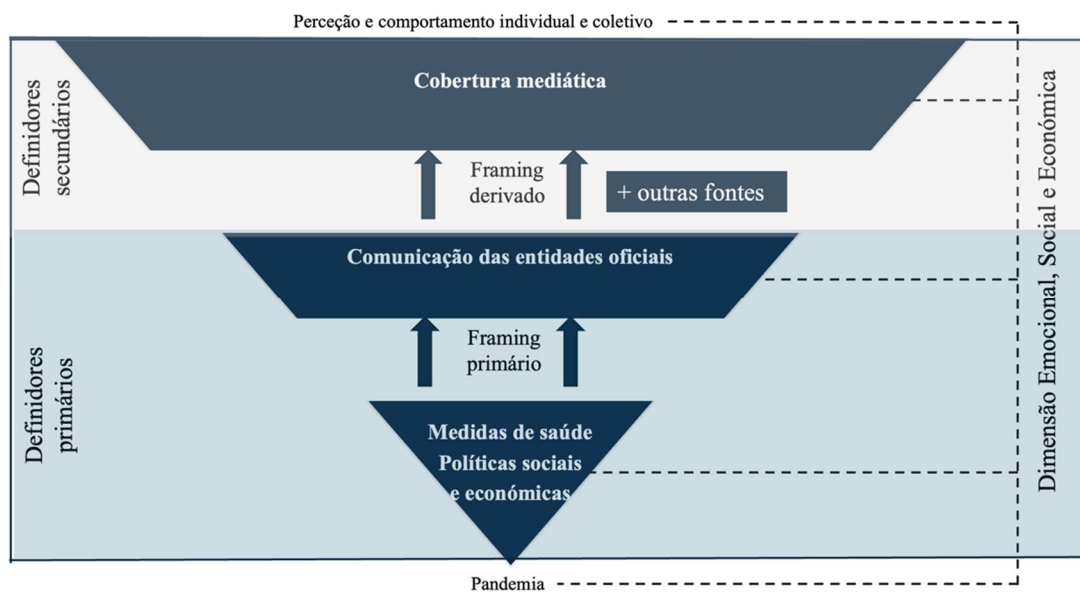 Perceção e comportamento individual e coletivo
Cobertura mediática
Definidores
secundários
Framing
derivado
+ outras fontes
Comunicação das entidades oficiais
Framing
primário
Definidores
primários
Medidas de saúde
Políticas sociais
e económicas
Dimensão Emocional, Social e Económica
Pandemia